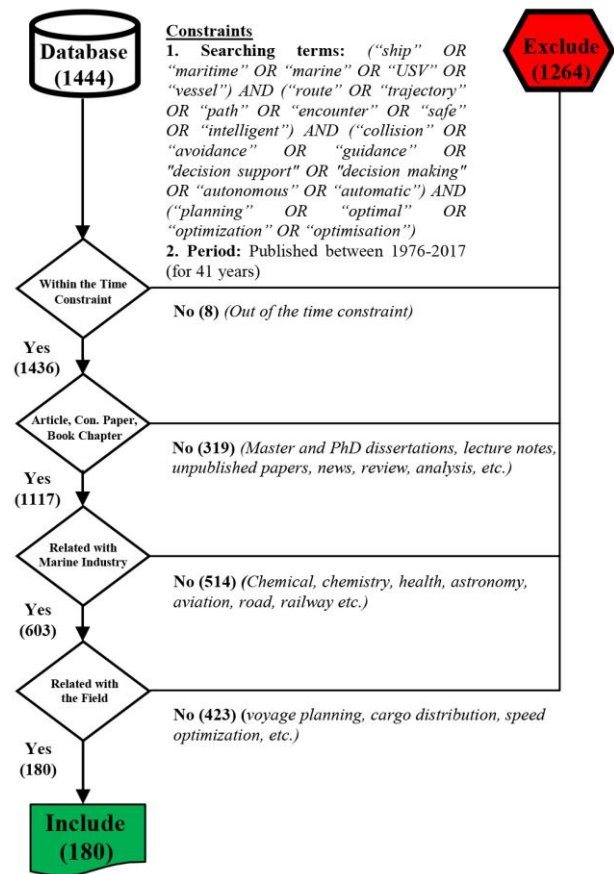 Database
(1444)
Constraints
1. Searching terms: (“ship” OR
“maritime” OR “marine” OR “USV” OR
“vessel”) AND (“route” OR “trajectory”
OR “path” OR “encounter” OR “safe”
OR “intelligent”) AND (“collision” OR
“avoidance” OR “guidance” OR
"decision support" OR "decision making"
OR “autonomous” OR “automatic”) AND
(“planning” OR “optimal” OR
“optimization” OR “optimisation”)
2. Period: Published between 1976-2017
(for 41 years)
Exclude
(1264)
Within the Time
Constraint
No (8) (Out of the time constraint)
Yes
(1436)
Article, Con. Paper,
Book Chapter
No (319) (Master and PhD dissertations, lecture notes,
unpublished papers, news, review, analysis, etc.)
Yes
(1117)
Related with
Marine Industry
No (514) (Chemical, chemistry, health, astronomy,
aviation, road, railway etc.)
Yes
(603)
Related with
the Field
No (423) (voyage planning, cargo distribution, speed
optimization, etc.)
Yes
(180)
Include
(180)